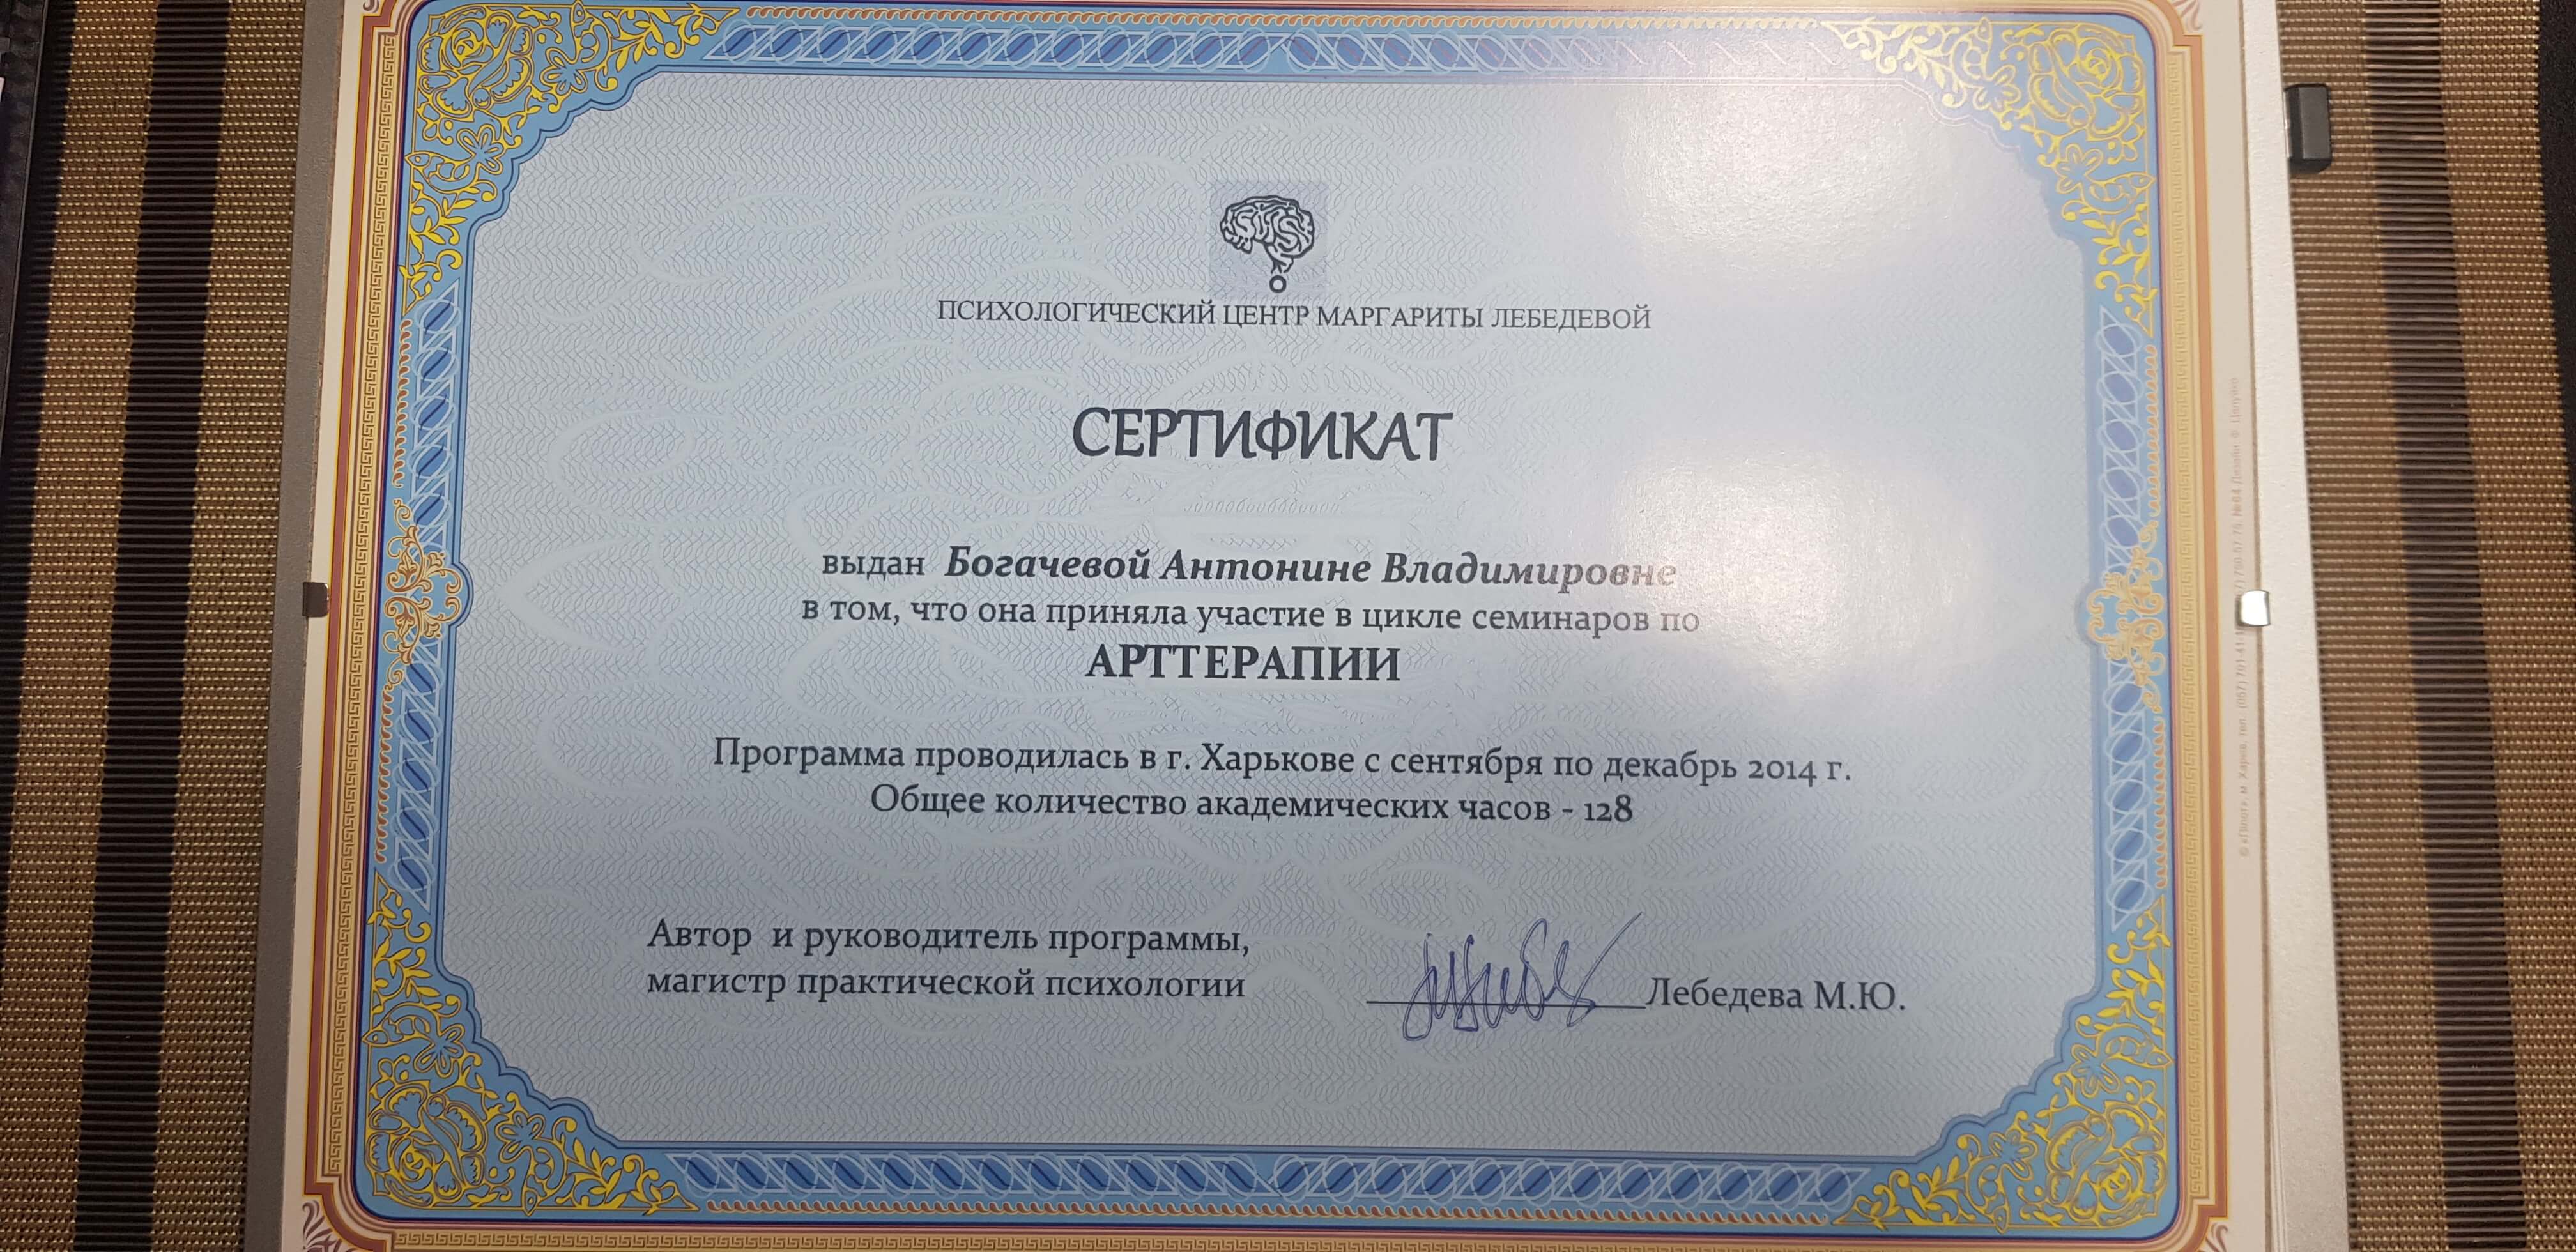 ПСИХОЛОГИЧЕСКИЙ ЦЕНТР МАРГАРИТЫ ЛЕБЕДЕВОЙ
СЕРТИФИКАТ
выдан Богачевой Антонине Владимировне
в том, что она приняла участие в цикле семинаров по
АРТТЕРАПИИ
Программа проводилась в г. Харькове с сентября по декабрь 2014 г.
Общее количество академических часов - 128
Автор и руководитель программы,
магистр практической психологии
Лебедева М.Ю.